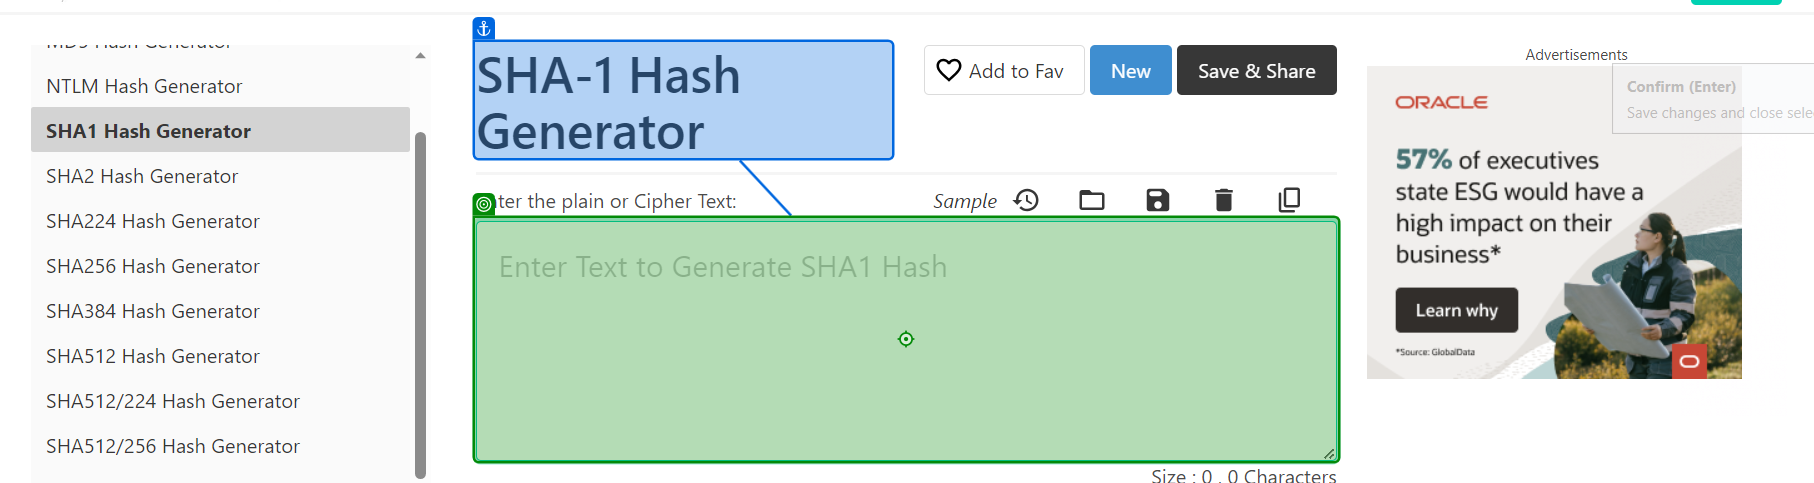 MD5 Hash Generator
NTLM Hash Generator
SHA1 Hash Generator
SHA2 Hash Generator
SHA224 Hash Generator
SHA256 Hash Generator
SHA384 Hash Generator
SHA512 Hash Generator
SHA512/224 Hash Generator
SHA512/256 Hash Generator
SHA-1 Hash
Generator
Add to Fav
New
Save & Share
ter the plain or Cipher Text:
Sample
Enter Text to Generate SHA1 Hash
Size : 0 , 0 Characters
Advertisements
Confirm (Enter)
Save changes and close sele
ORACLE
57% of executives
state ESG would have a
high impact on their
business*
Learn why
*Source: GlobalData